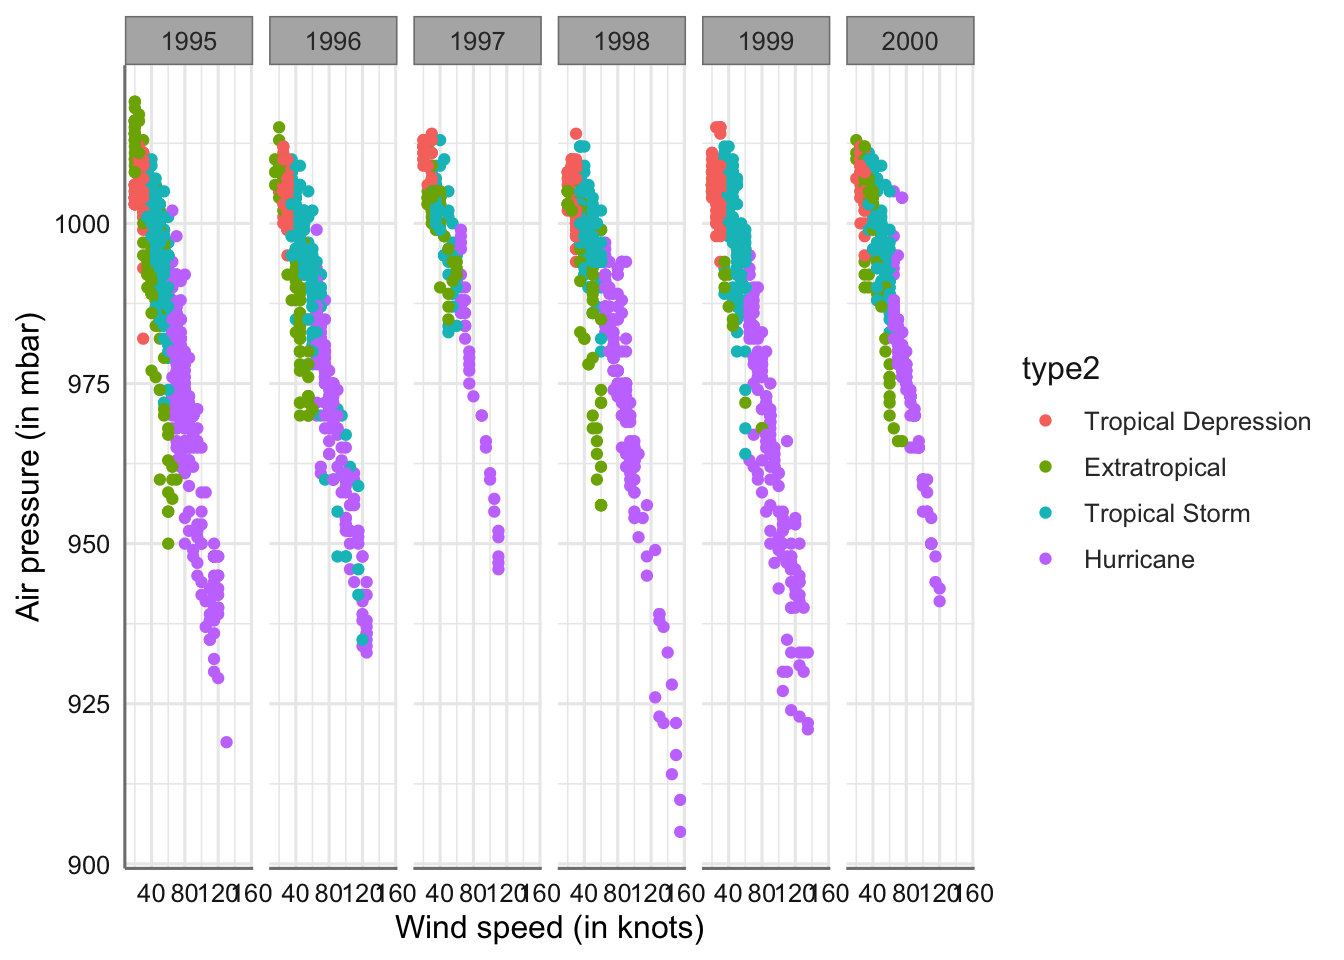 1995 1996 1997 1998 1999 2000
1000
975
950
925
900
40 80 120 160 40 80 120 160 40 80 120 160 40 80 120 160 40 80 120 160 40 80 120 160
Wind speed (in knots)
Air pressure (in mbar)
type2
Tropical Depression
Extratropical
Tropical Storm
Hurricane